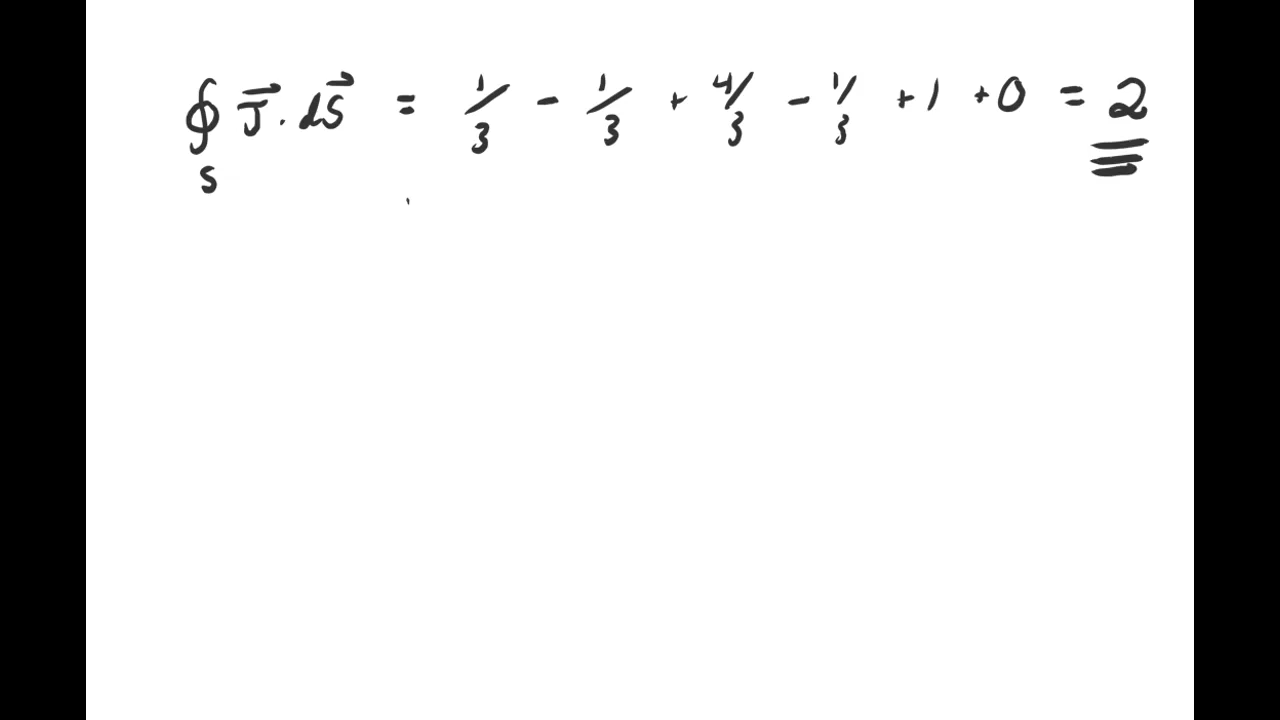 ∮_S J⃗ · dS⃗ = 1/3 - 1/3 + 4/3 - 1/3 + 1 + 0 = 2